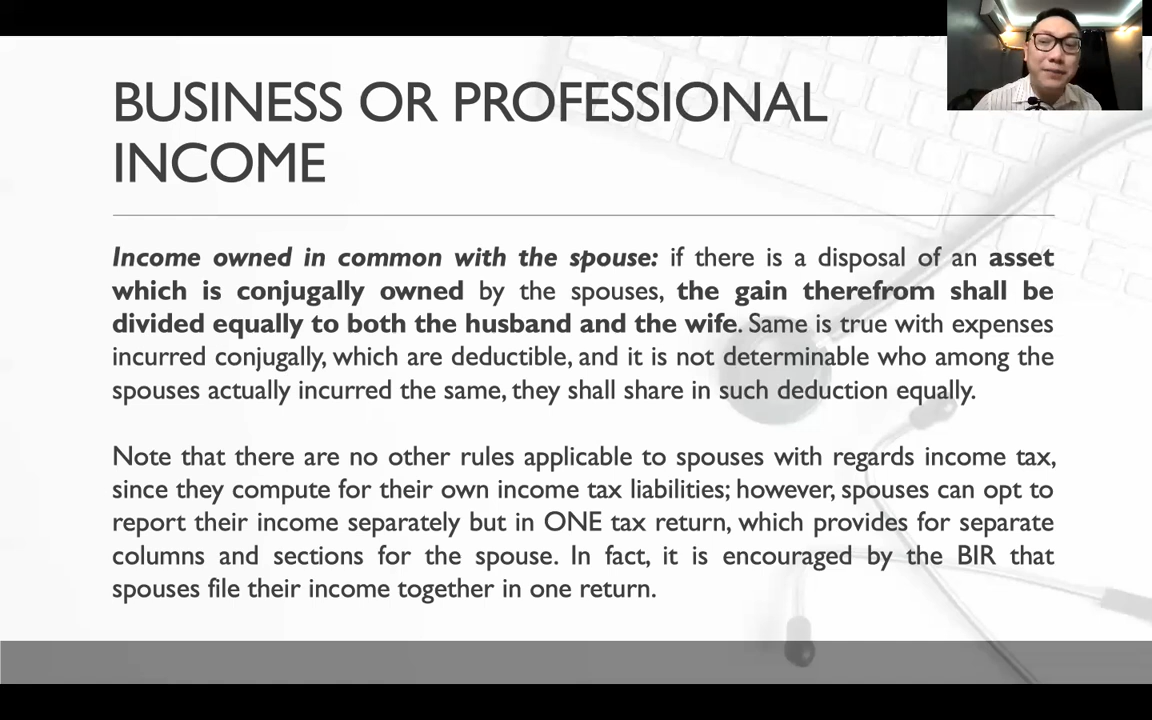 BUSINESS OR PROFESSIONAL
INCOME
Income owned in common with the spouse: if there is a disposal of an asset
which is conjugally owned by the spouses, the gain therefrom shall be
divided equally to both the husband and the wife. Same is true with expenses
incurred conjugally, which are deductible, and it is not determinable who among the
spouses actually incurred the same, they shall share in such deduction equally.
Note that there are no other rules applicable to spouses with regards income tax,
since they compute for their own income tax liabilities; however, spouses can opt to
report their income separately but in ONE tax return, which provides for separate
columns and sections for the spouse. In fact, it is encouraged by the BIR that
spouses file their income together in one return.